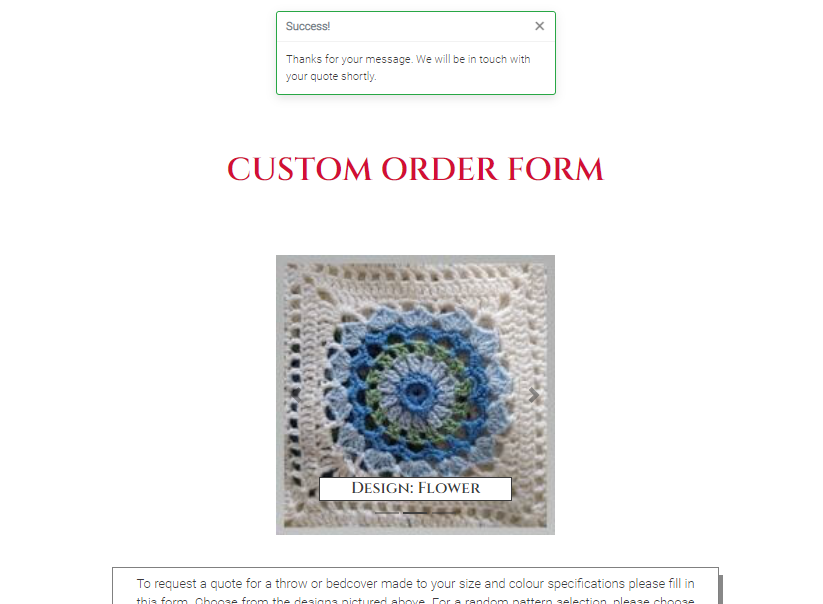 Success!
Thanks for your message. We will be in touch with
your quote shortly.
CUSTOM ORDER FORM
Design: Flower
To request a quote for a throw or bedcover made to your size and colour specifications please fill in
this form. Choose from the designs pictured above. For a random pattern selection, please choose